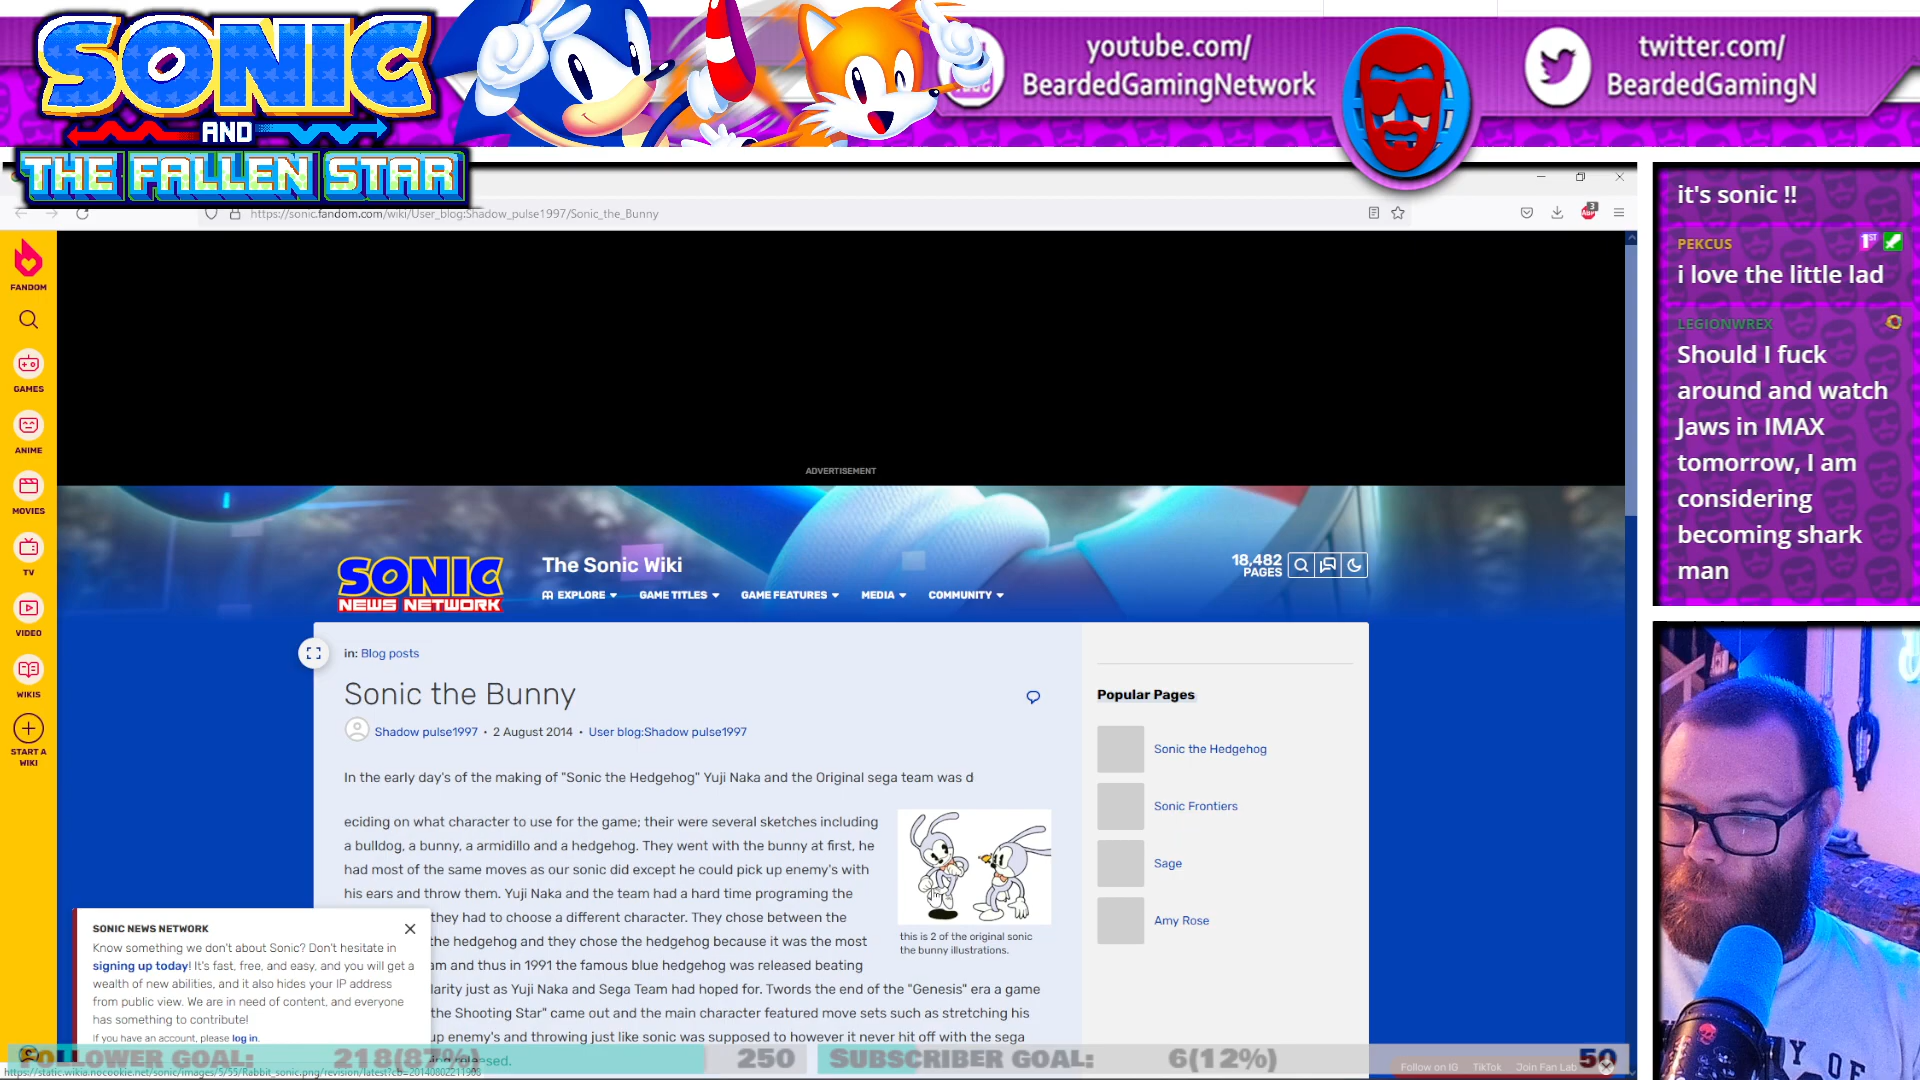 SONIC
AND
THE FALLEN STAR
youtube.com/
BeardedGamingNetwork
twitter.com/
BeardedGamingN
https://sonic.fandom.com/wiki/User_blog:Shadow_pulse1997/Sonic_the_Bunny
3
FANDOM
GAMES
ANIME
MOVIES
TV
VIDEO
WIKIS
START A
WIKI
ADVERTISEMENT
SONIC
NEWS NETWORK
The Sonic Wiki
EXPLORE
GAME TITLES
GAME FEATURES
MEDIA
COMMUNITY
18,482
PAGES
in: Blog posts
Sonic the Bunny
Shadow pulse1997 • 2 August 2014 • User blog:Shadow pulse1997
In the early day's of the making of "Sonic the Hedgehog" Yuji Naka and the Original sega team was d
eciding on what character to use for the game; their were several sketches including
a bulldog, a bunny, a armidillo and a hedgehog. They went with the bunny at first, he
had most of the same moves as our sonic did except he could pick up enemy's with
his ears and throw them. Yuji Naka and the team had a hard time programing the
they had to choose a different character. They chose between the
the hedgehog and they chose the hedgehog because it was the most
am and thus in 1991 the famous blue hedgehog was released beating
larity just as Yuji Naka and Sega Team had hoped for. Twords the end of the "Genesis" era a game
the Shooting Star" came out and the main character featured move sets such as stretching his
up enemy's and throwing just like sonic was supposed to however it never hit off with the sega
this is 2 of the original sonic
the bunny illustrations.
Popular Pages
Sonic the Hedgehog
Sonic Frontiers
Sage
Amy Rose
SONIC NEWS NETWORK
Know something we don't about Sonic? Don't hesitate in
signing up today! It's fast, free, and easy, and you will get a
wealth of new abilities, and it also hides your IP address
from public view. We are in need of content, and everyone
has something to contribute!
If you have an account, please log in.
FOLLOWER GOAL: 218(87%) 250
SUBSCRIBER GOAL: 6(12%) 50
Follow on IG TikTok Join Fan Lab
it's sonic !!
PEKCUS
1ST
i love the little lad
LEGIONWREX
Should I fuck
around and watch
Jaws in IMAX
tomorrow, I am
considering
becoming shark
man